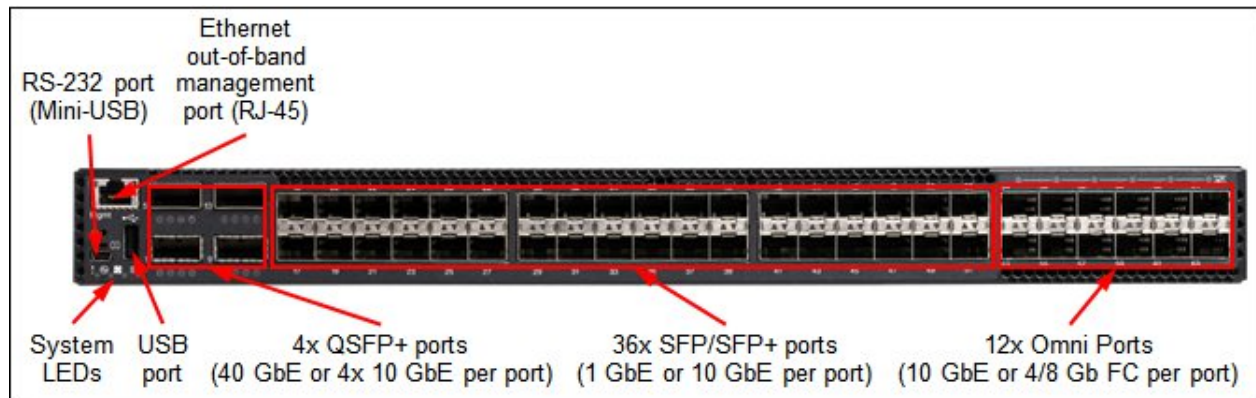 Ethernet
out-of-band
management
port (RJ-45)
RS-232 port
(Mini-USB)
Mgmt
System
LEDs
USB
port
4x QSFP+ ports
(40 GbE or 4x 10 GbE per port)
36x SFP/SFP+ ports
(1 GbE or 10 GbE per port)
12x Omni Ports
(10 GbE or 4/8 Gb FC per port)